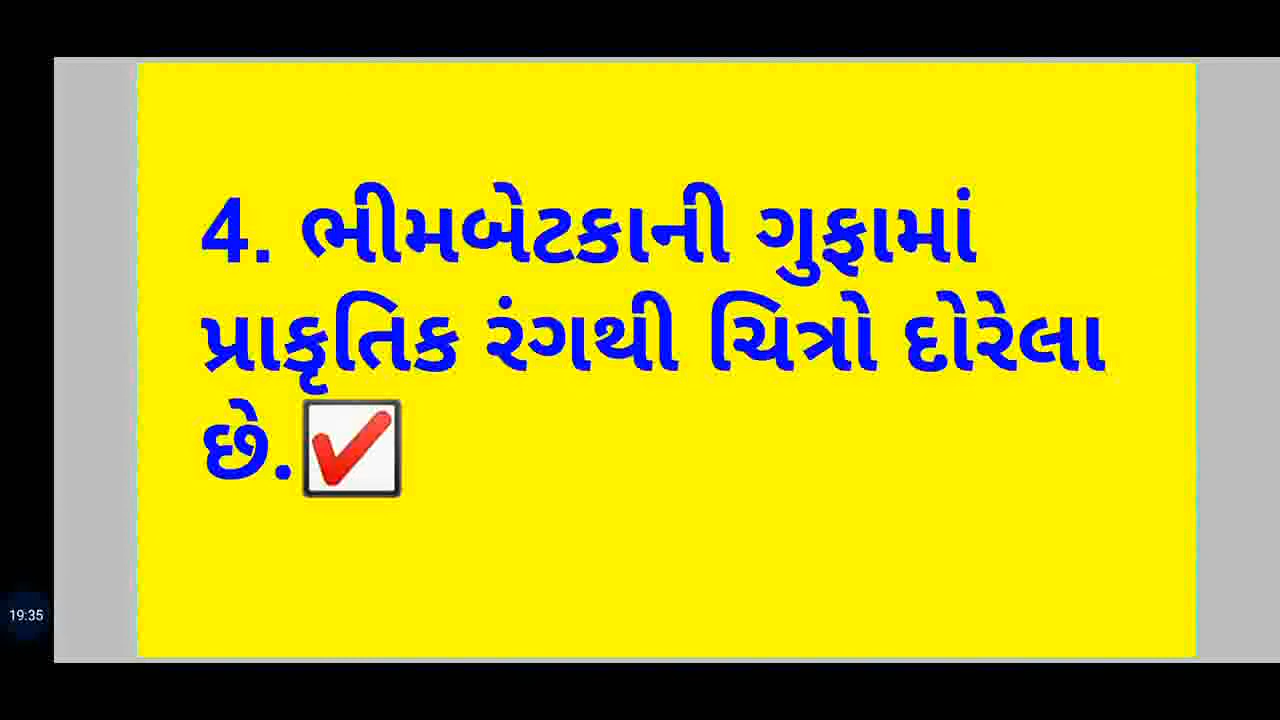 4. ભીમબેટકાની ગુફામાં
પ્રાકૃતિક રંગથી ચિત્રો દોરેલા
છે.
19:35